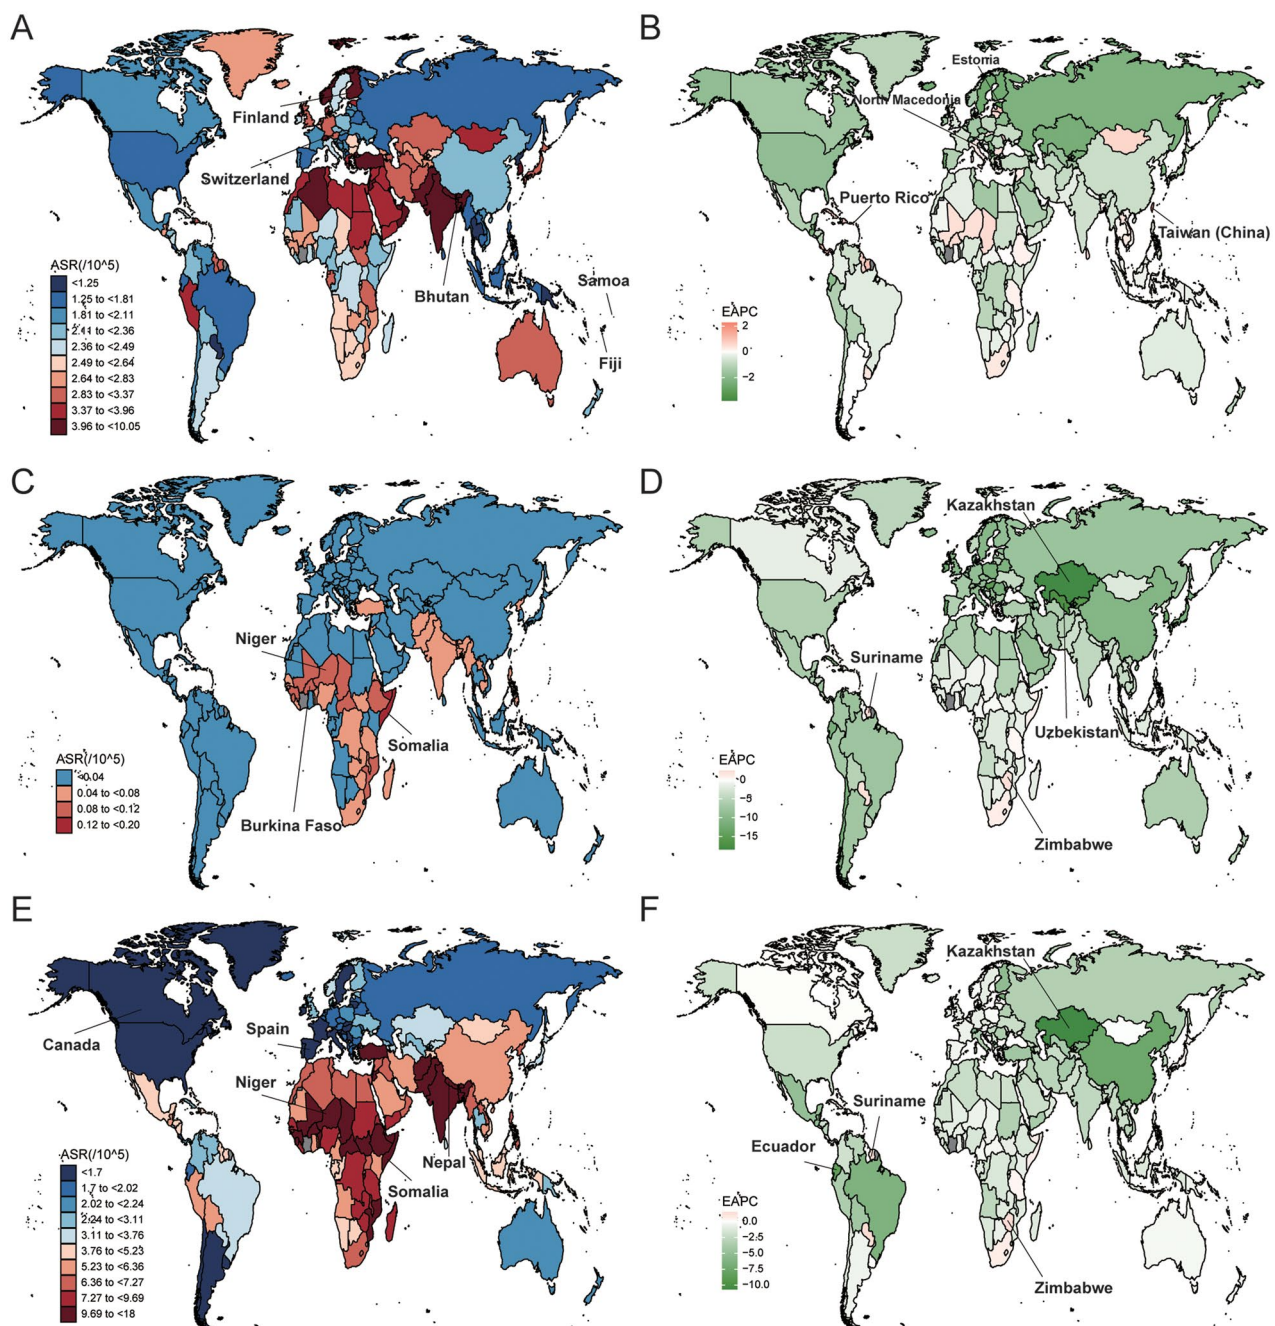 A
Finland
Switzerland
Bhutan
Samoa
Fiji
ASR(/10^5)
<1.25
1.25 to <1.81
1.81 to <2.11
2.11 to <2.36
2.36 to <2.49
2.49 to <2.64
2.64 to <2.83
2.83 to <3.37
3.37 to <3.96
3.96 to <10.05
B
Estonia
North Macedonia
Puerto Rico
Taiwan (China)
EAPC
2
0
−2
C
Niger
Somalia
Burkina Faso
ASR(/10^5)
<0.04
0.04 to <0.08
0.08 to <0.12
0.12 to <0.20
D
Kazakhstan
Suriname
Uzbekistan
Zimbabwe
EAPC
0
−5
−10
−15
E
Canada
Spain
Niger
Nepal
Somalia
ASR(/10^5)
<1.7
1.7 to <2.02
2.02 to <2.24
2.24 to <3.11
3.11 to <3.76
3.76 to <5.23
5.23 to <6.36
6.36 to <7.27
7.27 to <9.69
9.69 to <18
F
Kazakhstan
Suriname
Ecuador
Zimbabwe
EAPC
0.0
−2.5
−5.0
−7.5
−10.0